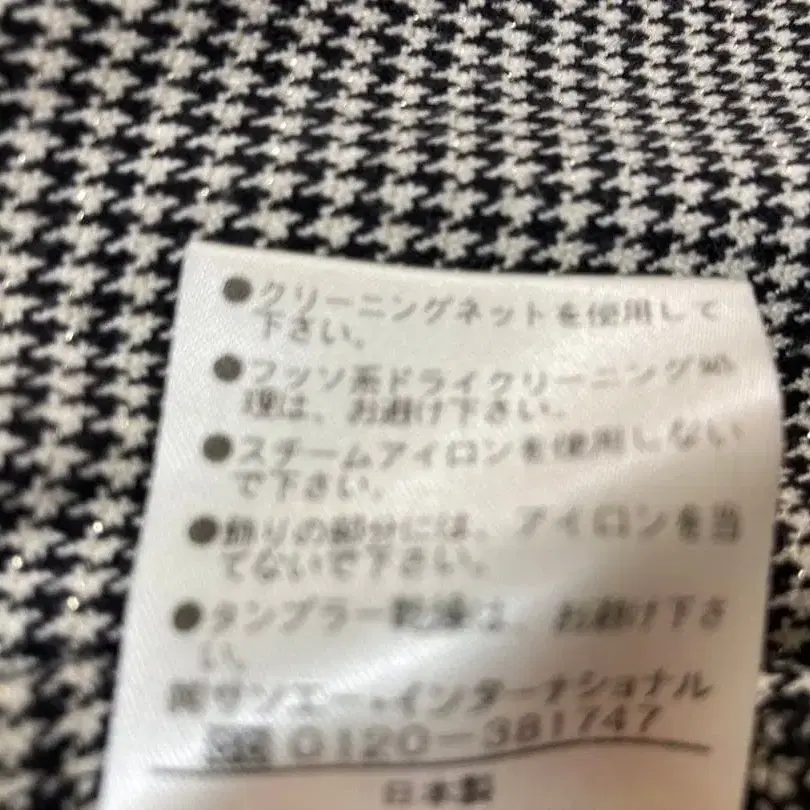 ●クリーニングネットを使用して
下さい。
●フッソ系ドライクリーニング処
理は、お避け下さい。
●スチームアイロンを使用しない
で下さい。
●飾りの部分には、アイロンを当
てないで下さい。
●タンブラー乾燥は、お避け下さ
い。
㈱サンエー・インターナショナル
0120-381747
日本製